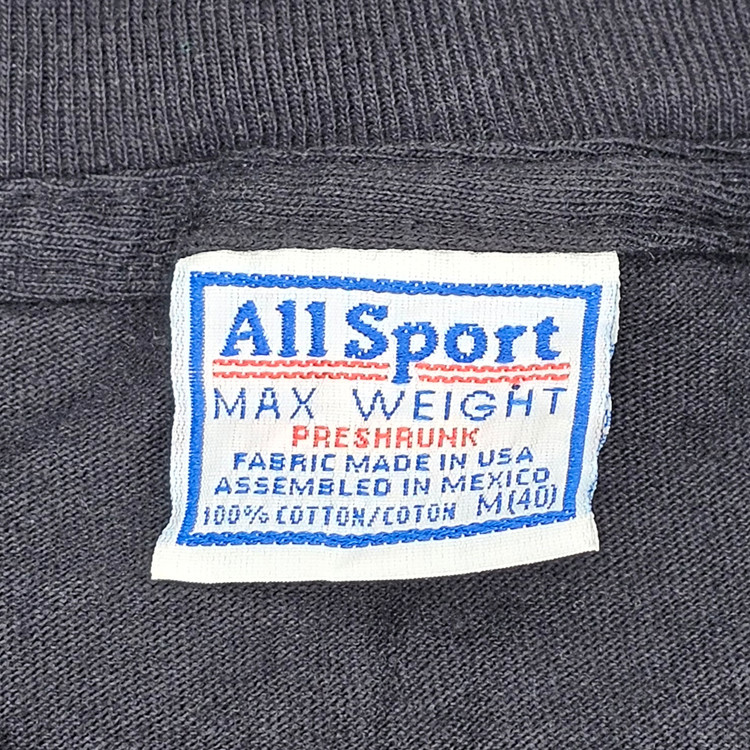 All Sport
MAX WEIGHT
PRESHRUNK
FABRIC MADE IN USA
ASSEMBLED IN MEXICO
100% COTTON/COTON M(40)